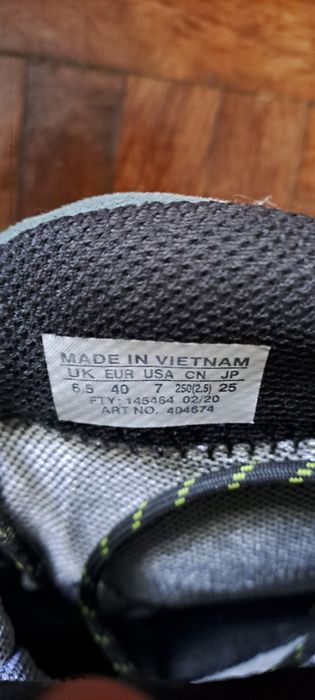 MADE IN VIETNAM
UK EUR USA CN JP
6.5 40 7 250(2.5) 25
FTY: 145464 02/20
ART NO. 404674